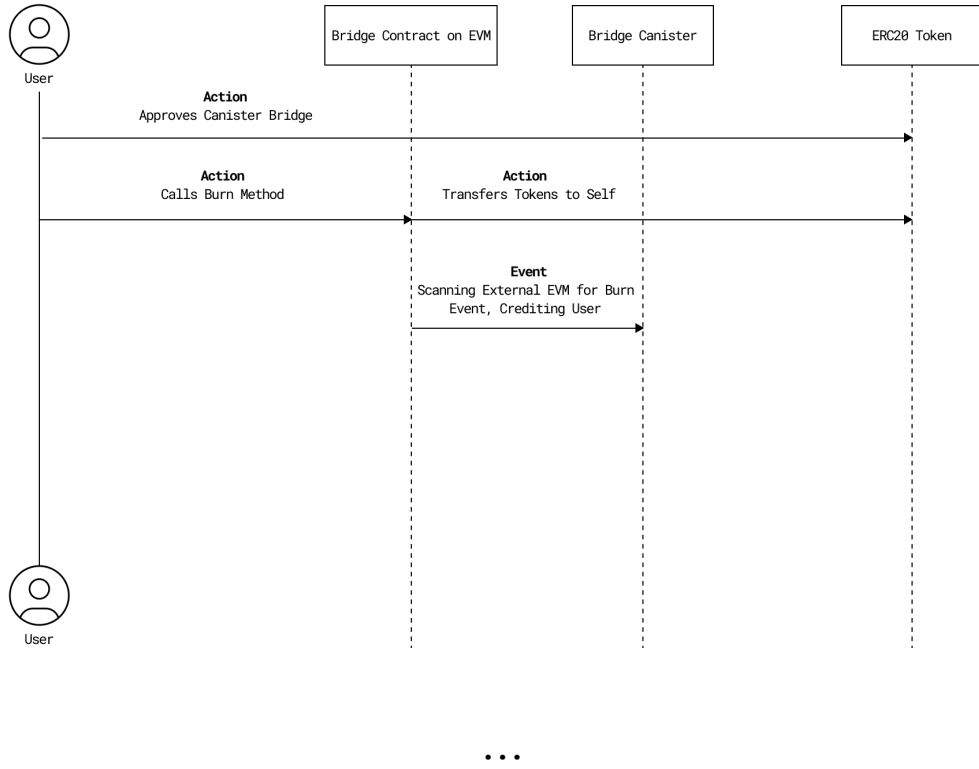 Bridge Contract on EVM
Bridge Canister
ERC20 Token
User
Action
Approves Canister Bridge
Action
Calls Burn Method
Action
Transfers Tokens to Self
Event
Scanning External EVM for Burn
Event, Crediting User
User